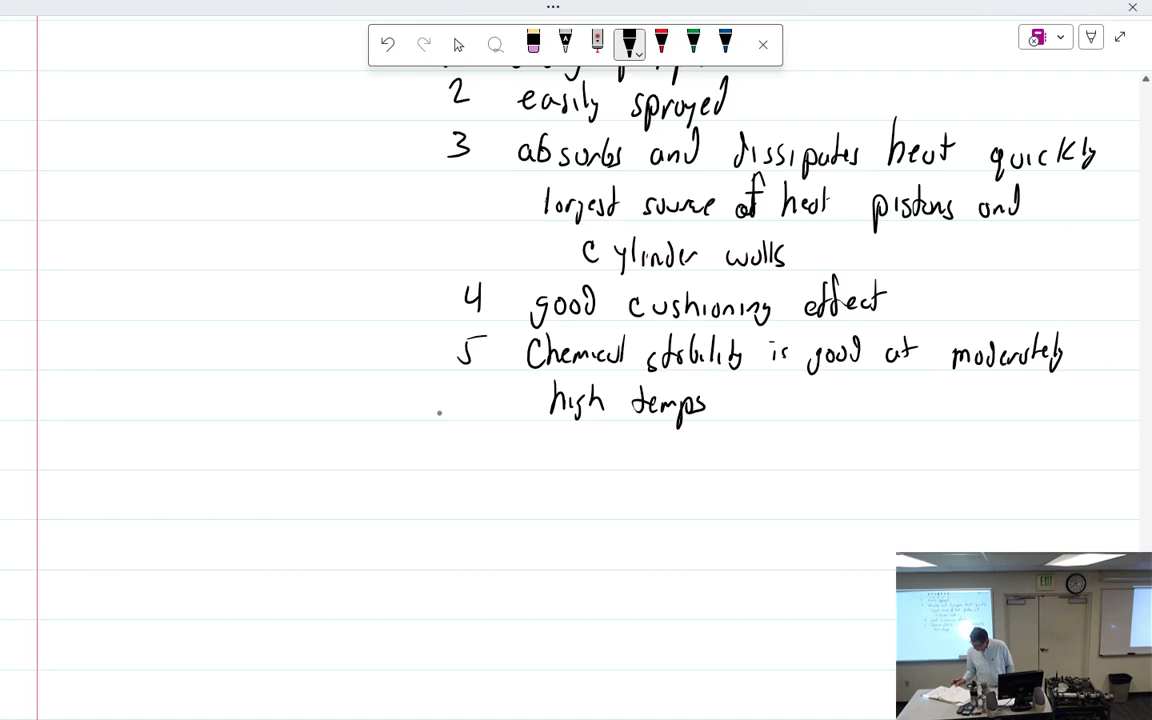 2 easily sprayed
3 absorbs and dissipates heat quickly
largest source of heat pistons and
cylinder walls
4 good cushioning effect
5 Chemical stability is good at moderately
high temps
EXIT